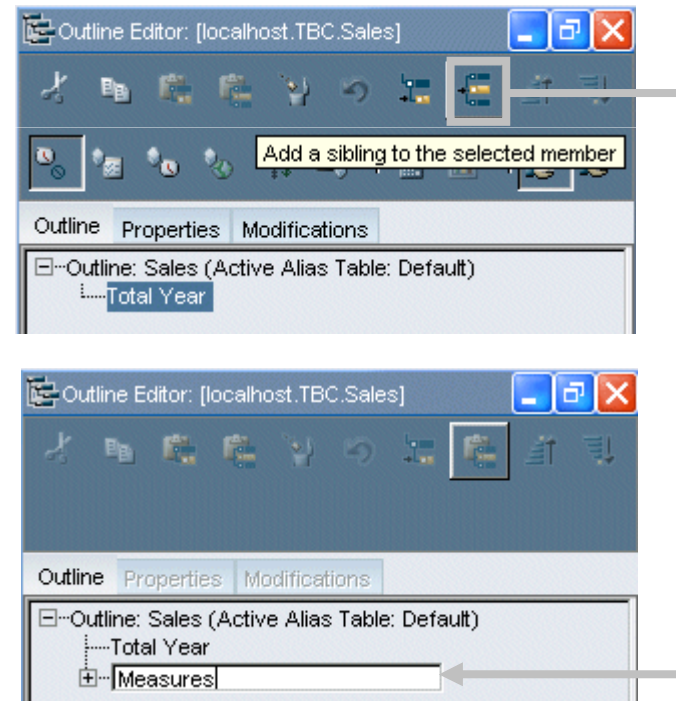 Outline Editor: [localhost.TBC.Sales]
Add a sibling to the selected member
Outline Properties Modifications
Outline: Sales (Active Alias Table: Default)
Total Year
Outline Editor: [localhost.TBC.Sales]
Outline Properties Modifications
Outline: Sales (Active Alias Table: Default)
Total Year
Measures